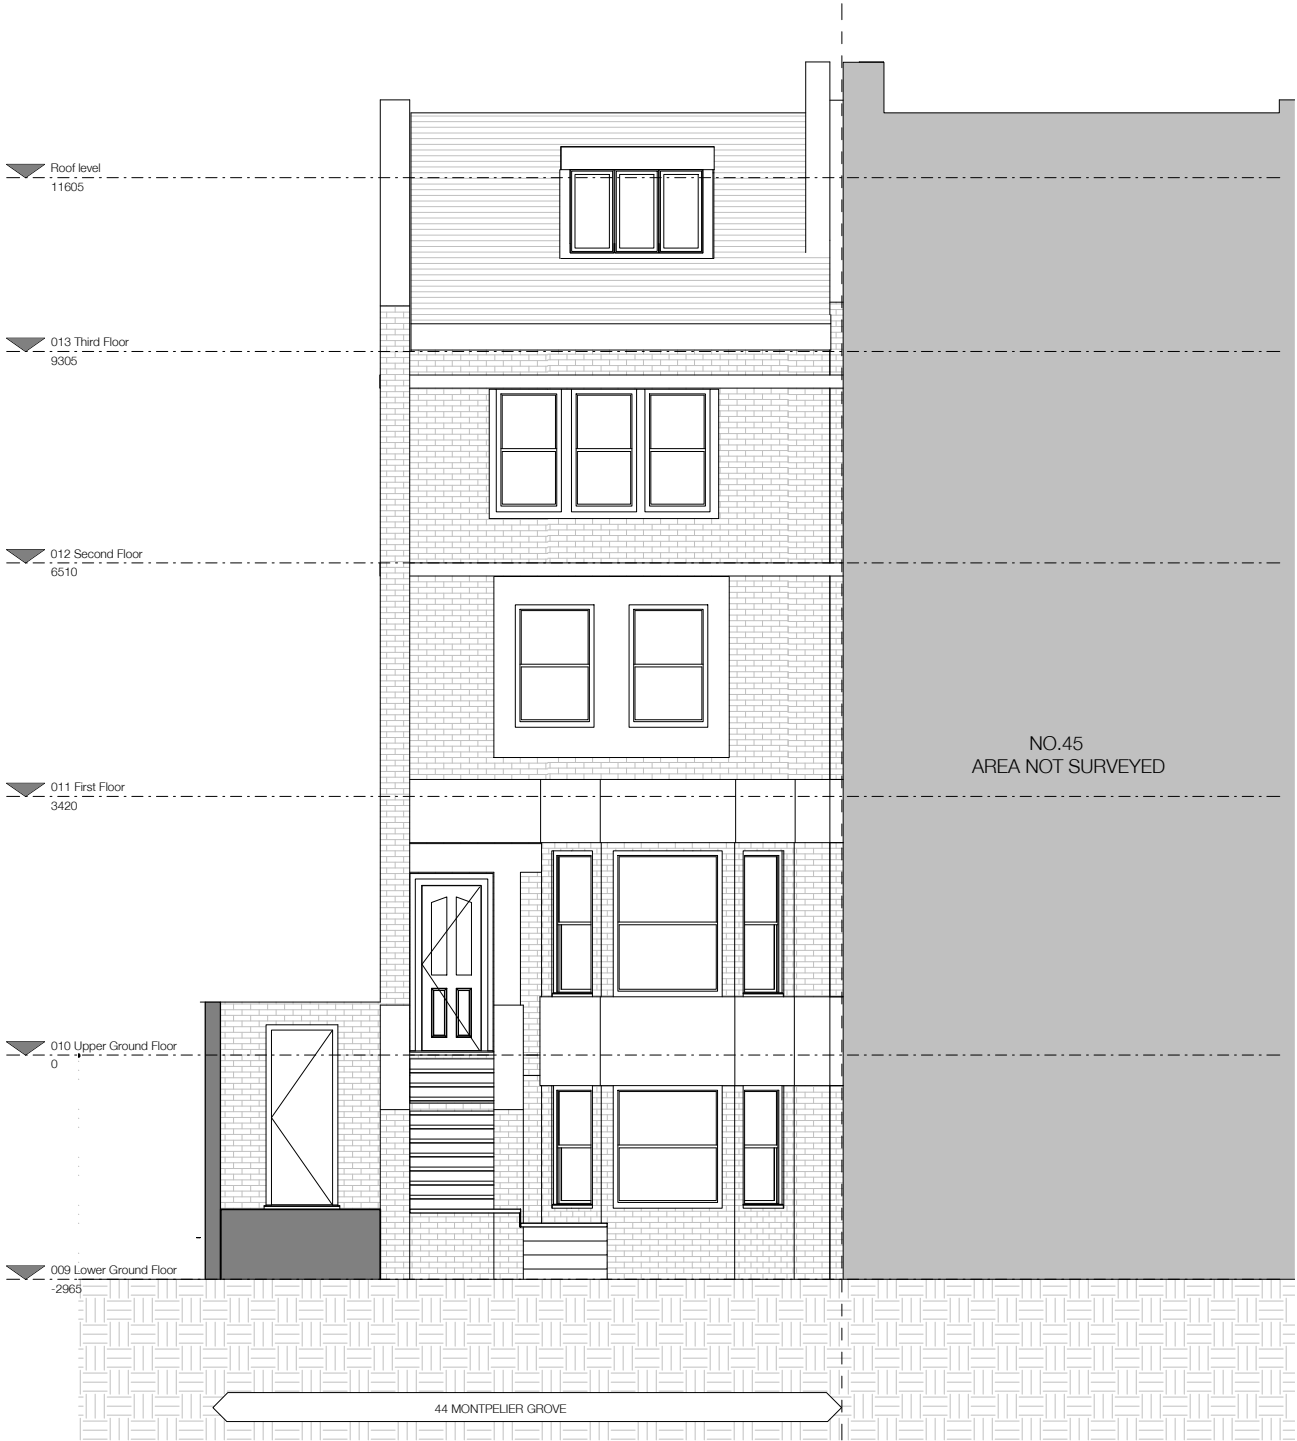 Roof level
11605
013 Third Floor
9305
012 Second Floor
6510
NO.45
AREA NOT SURVEYED
011 First Floor
3420
010 Upper Ground Floor
0
009 Lower Ground Floor
-2965
44 MONTPELIER GROVE